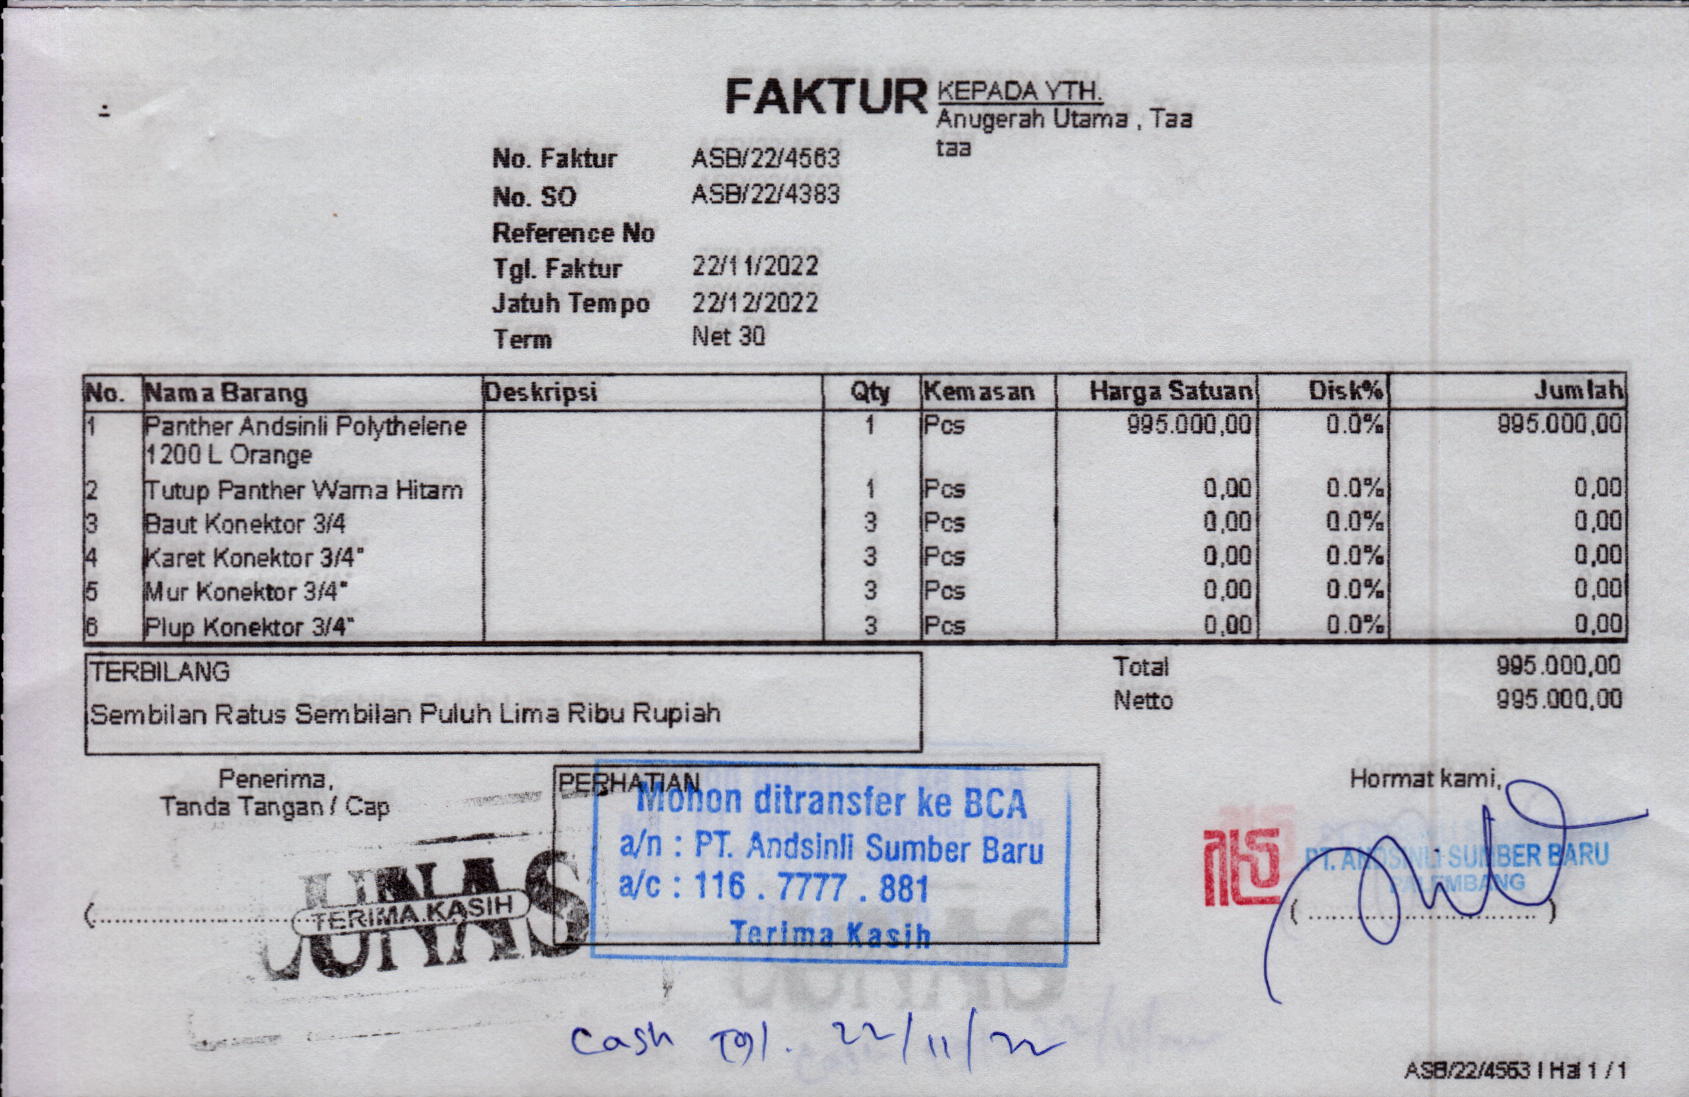 FAKTUR
KEPADA YTH.
Anugerah Utama , Taa
taa
No. Faktur ASB/22/4563
No. SO ASB/22/4383
Reference No
Tgl. Faktur 22/11/2022
Jatuh Tempo 22/12/2022
Term Net 30
No. Nama Barang Deskripsi Qty Kemasan Harga Satuan Disk% Jumlah
1 Panther Andsinli Polythelene 1 Pcs 995.000,00 0.0% 995.000,00
1200 L Orange
2 Tutup Panther Warna Hitam 1 Pcs 0,00 0.0% 0,00
3 Baut Konektor 3/4 3 Pcs 0,00 0.0% 0,00
4 Karet Konektor 3/4" 3 Pcs 0,00 0.0% 0,00
5 Mur Konektor 3/4" 3 Pcs 0,00 0.0% 0,00
6 Plup Konektor 3/4" 3 Pcs 0,00 0.0% 0,00
TERBILANG
Sembilan Ratus Sembilan Puluh Lima Ribu Rupiah
Total 995.000,00
Netto 995.000,00
Penerima,
Tanda Tangan / Cap
LUNAS
TERIMA KASIH
PERHATIAN
Mohon ditransfer ke BCA
a/n : PT. Andsinli Sumber Baru
a/c : 116 . 7777 . 881
Terima Kasih
Hormat kami,
PT. ANDSINLI SUMBER BARU
PALEMBANG
Cash Tgl. 22/11/22
ASB/22/4563 I Hal 1 / 1